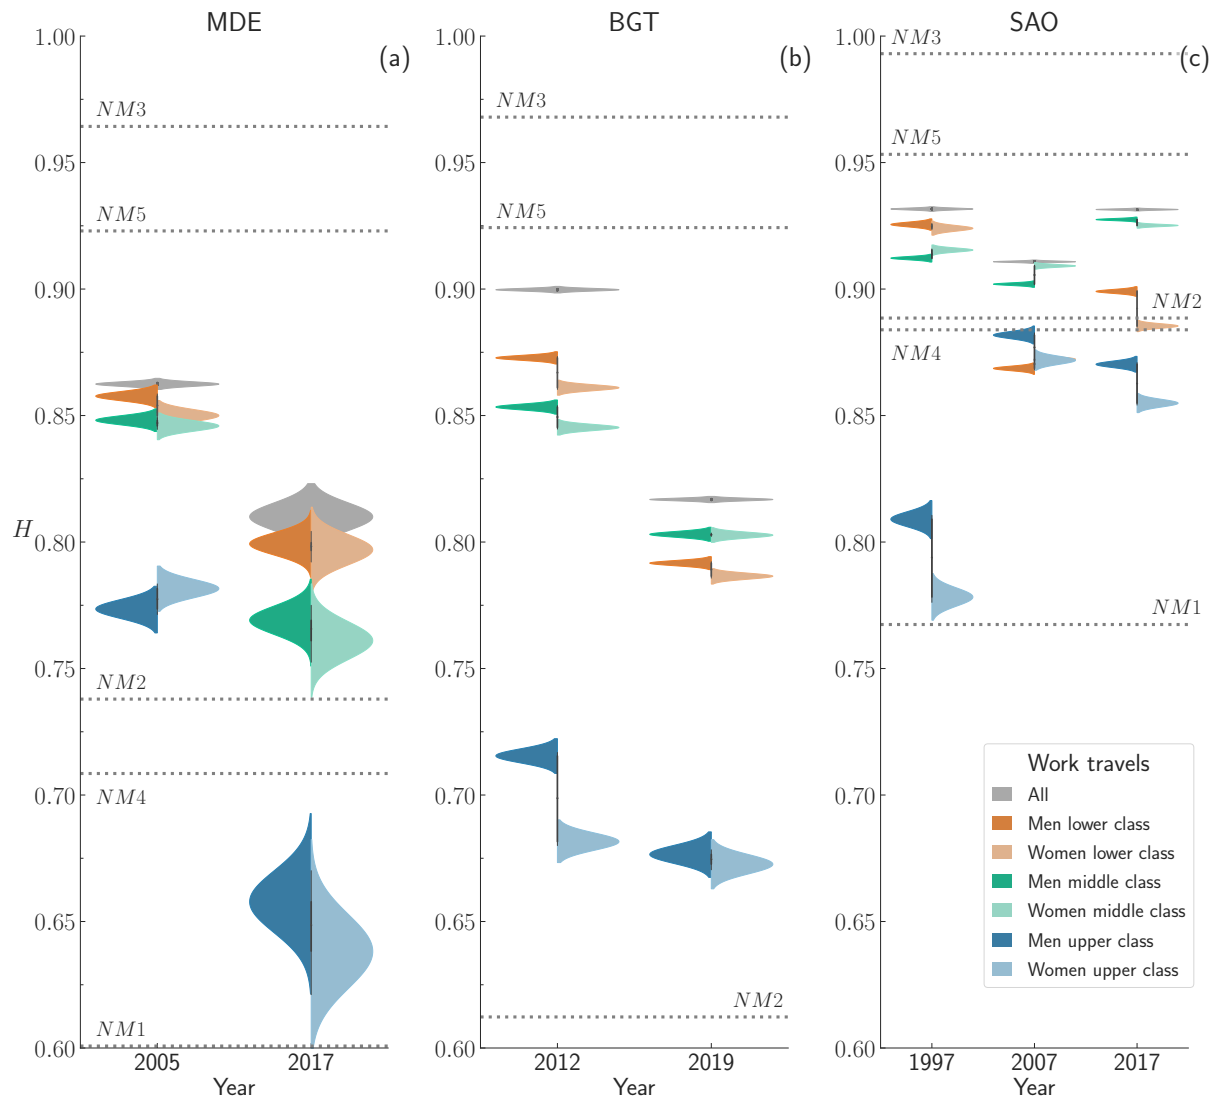 MDE
BGT
SAO
(a)
(b)
(c)
H
1.00
0.95
0.90
0.85
0.80
0.75
0.70
0.65
0.60
NM3
NM5
NM2
NM4
NM1
2005
2017
Year
1.00
0.95
0.90
0.85
0.80
0.75
0.70
0.65
0.60
NM3
NM5
NM2
2012
2019
Year
1.00
0.95
0.90
0.85
0.80
0.75
0.70
0.65
0.60
NM3
NM5
NM2
NM4
NM1
Work travels
All
Men lower class
Women lower class
Men middle class
Women middle class
Men upper class
Women upper class
1997
2007
2017
Year